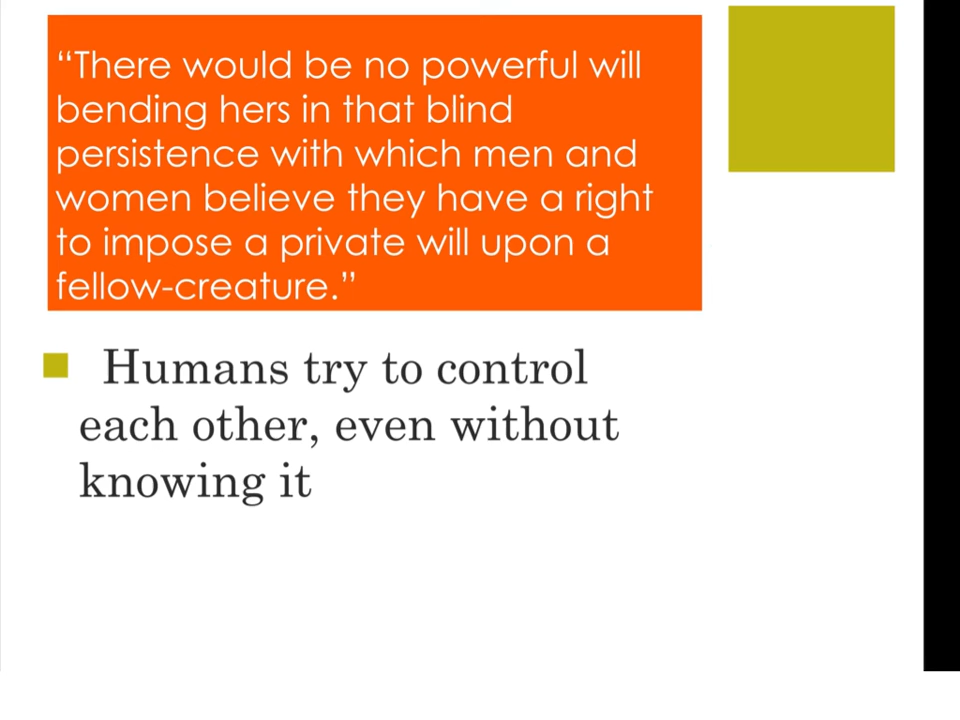 “There would be no powerful will
bending hers in that blind
persistence with which men and
women believe they have a right
to impose a private will upon a
fellow-creature.”
Humans try to control
each other, even without
knowing it